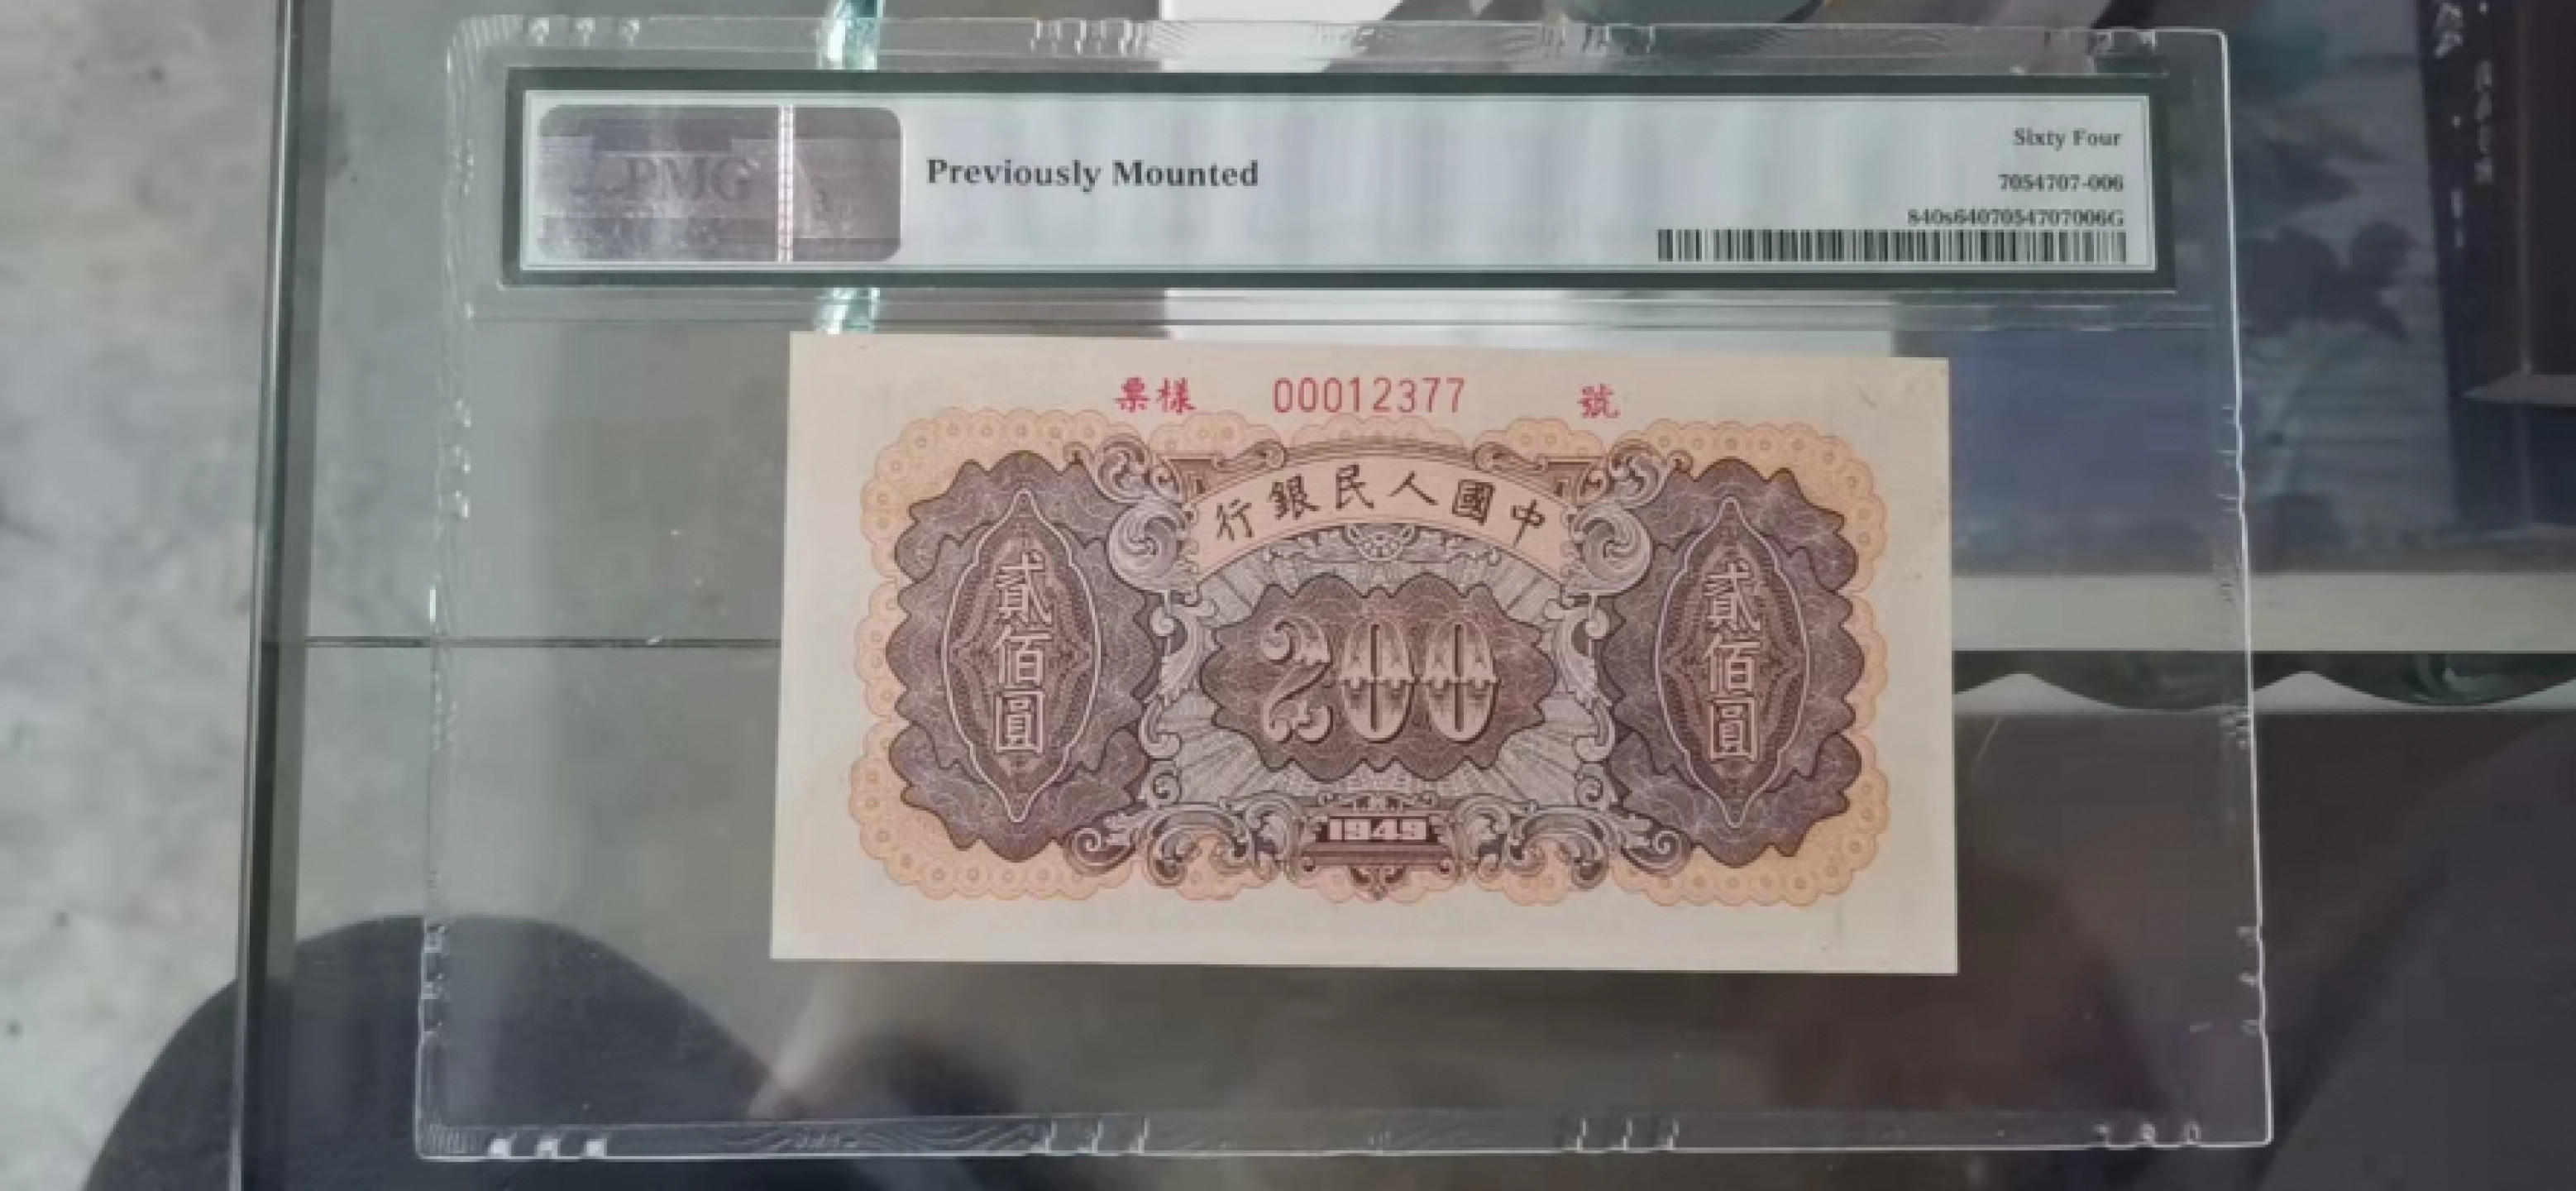 PMG
Previously Mounted
Sixty Four
7054707-006
840s6407054707006G
票樣 00012377 號
行銀民人國中
貳佰圓
200
貳佰圓
1949